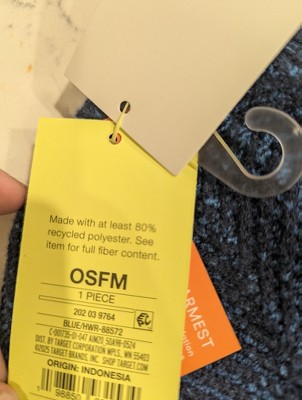 Made with at least 80%
recycled polyester. See
item for full fiber content.
OSFM
1 PIECE
202 03 9764
BLUE/HWR-88572
DIST. BY TARGET CORPORATION MPLS., MN 55403
©2025 TARGET BRANDS, INC. SHOP TARGET.COM
ORIGIN: INDONESIA
ARMEST